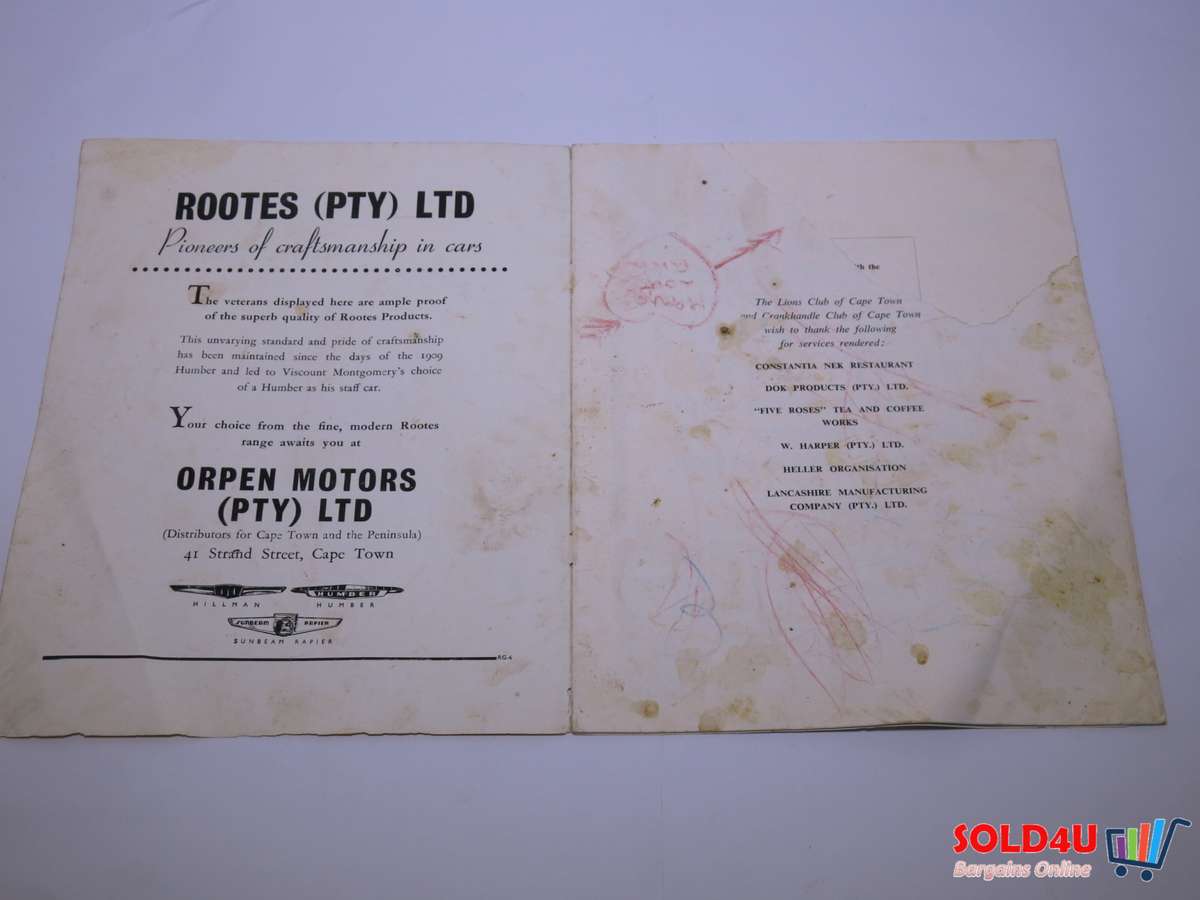 ROOTES (PTY) LTD
Pioneers of craftsmanship in cars
The veterans displayed here are ample proof
of the superb quality of Rootes Products.
This unvarying standard and pride of craftsmanship
has been maintained since the days of the 1909
Humber and led to Viscount Montgomery's choice
of a Humber as his staff car.
Your choice from the fine, modern Rootes
range awaits you at
ORPEN MOTORS
(PTY) LTD
(Distributors for Cape Town and the Peninsula)
41 Strand Street, Cape Town
HUMBER
HILLMAN HUMBER
SUNBEAM RAPIER
SUNBEAM RAPIER
RG-6
the
The Lions Club of Cape Town
and Crankhandle Club of Cape Town
wish to thank the following
for services rendered:
CONSTANTIA NEK RESTAURANT
DOK PRODUCTS (PTY.) LTD.
"FIVE ROSES" TEA AND COFFEE
WORKS
W. HARPER (PTY.) LTD.
HELLER ORGANISATION
LANCASHIRE MANUFACTURING
COMPANY (PTY.) LTD.
SOLD4U
Bargains Online